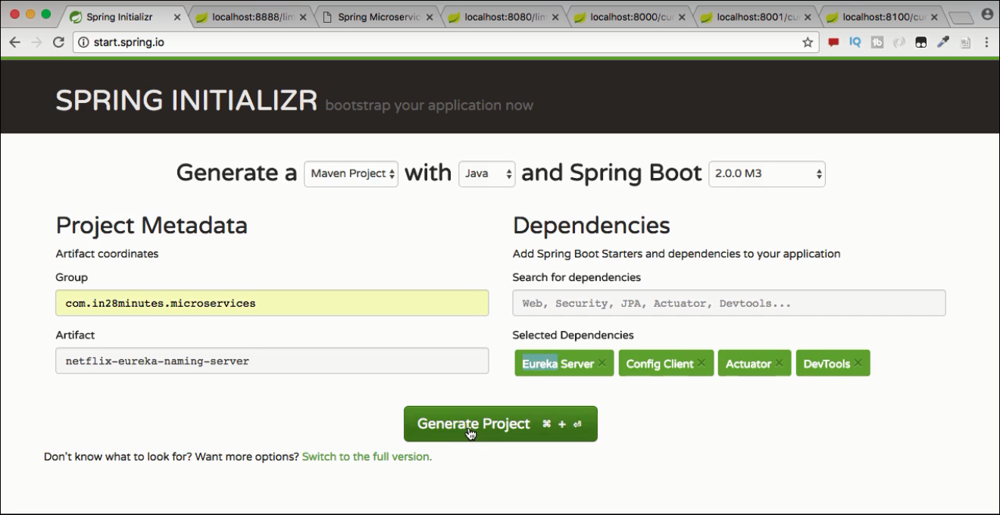 Spring Initializr
localhost:8888/lim
Spring Microservic
localhost:8080/lim
localhost:8000/cur
localhost:8001/cur
localhost:8100/cur
start.spring.io
IQ
SPRING INITIALIZR bootstrap your application now
Generate a Maven Project with Java and Spring Boot 2.0.0 M3
Project Metadata
Artifact coordinates
Group
com.in28minutes.microservices
Artifact
netflix-eureka-naming-server
Dependencies
Add Spring Boot Starters and dependencies to your application
Search for dependencies
Web, Security, JPA, Actuator, Devtools...
Selected Dependencies
Eureka Server × Config Client × Actuator × DevTools ×
Generate Project ⌘ + ⏎
Don't know what to look for? Want more options? Switch to the full version.